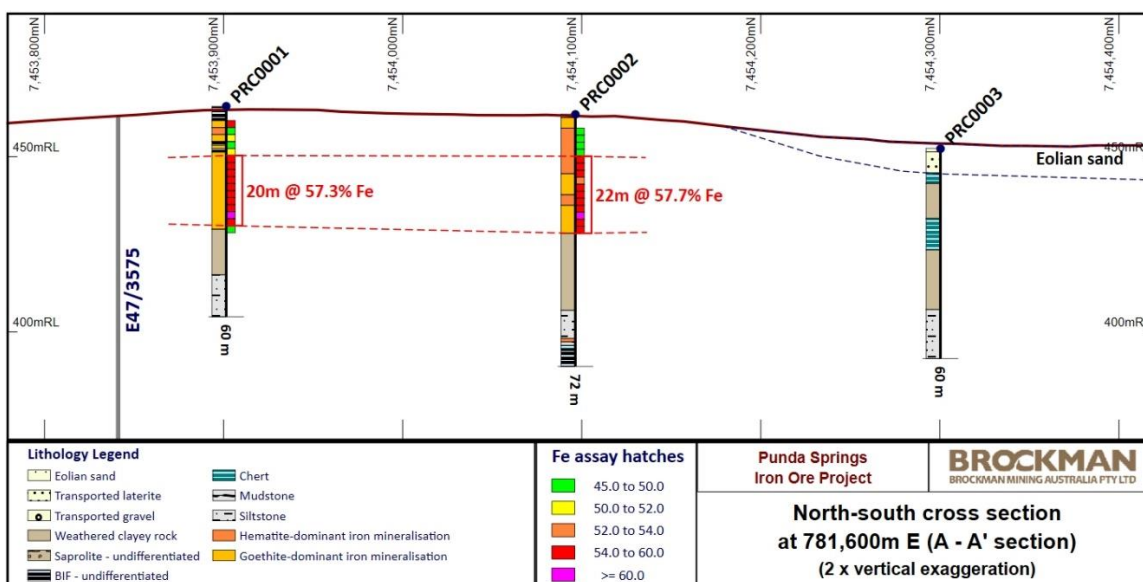 7,453,800mN
7,453,900mN
7,454,000mN
7,454,100mN
7,454,200mN
7,454,300mN
7,454,400mN
PRC0001
PRC0002
PRC0003
450mRL
450mRL
Eolian sand
20m @ 57.3% Fe
22m @ 57.7% Fe
E47/3575
400mRL
400mRL
60 m
72 m
60 m
Lithology Legend
Eolian sand
Transported laterite
Transported gravel
Weathered clayey rock
Saprolite - undifferentiated
BIF - undifferentiated
Chert
Mudstone
Siltstone
Hematite-dominant iron mineralisation
Goethite-dominant iron mineralisation
Fe assay hatches
45.0 to 50.0
50.0 to 52.0
52.0 to 54.0
54.0 to 60.0
>= 60.0
Punda Springs
Iron Ore Project
BROCKMAN
BROCKMAN MINING AUSTRALIA PTY LTD
North-south cross section
at 781,600m E (A - A' section)
(2 x vertical exaggeration)